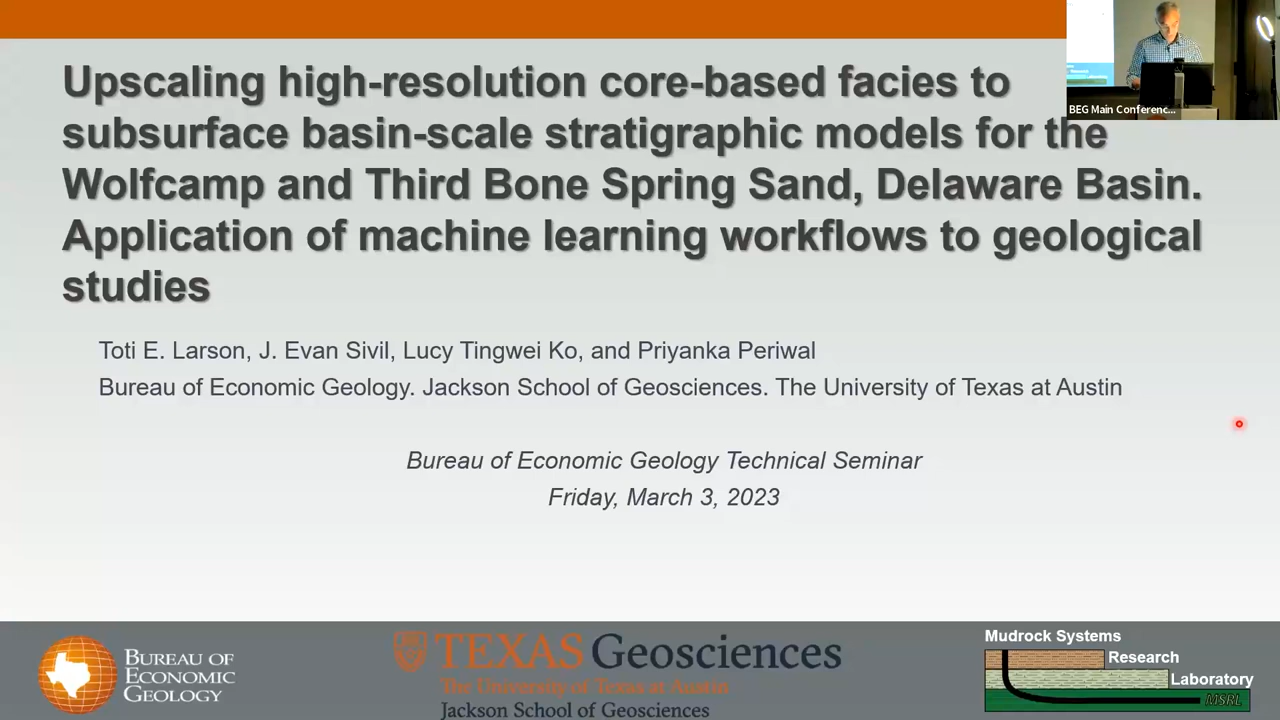 Upscaling high-resolution core-based facies to
subsurface basin-scale stratigraphic models for the
Wolfcamp and Third Bone Spring Sand, Delaware Basin.
Application of machine learning workflows to geological
studies
BEG Main Conferenc...
Toti E. Larson, J. Evan Sivil, Lucy Tingwei Ko, and Priyanka Periwal
Bureau of Economic Geology. Jackson School of Geosciences. The University of Texas at Austin
Bureau of Economic Geology Technical Seminar
Friday, March 3, 2023
BUREAU OF
ECONOMIC
GEOLOGY
TEXAS Geosciences
The University of Texas at Austin
Jackson School of Geosciences
Mudrock Systems
Research
Laboratory
MSRL